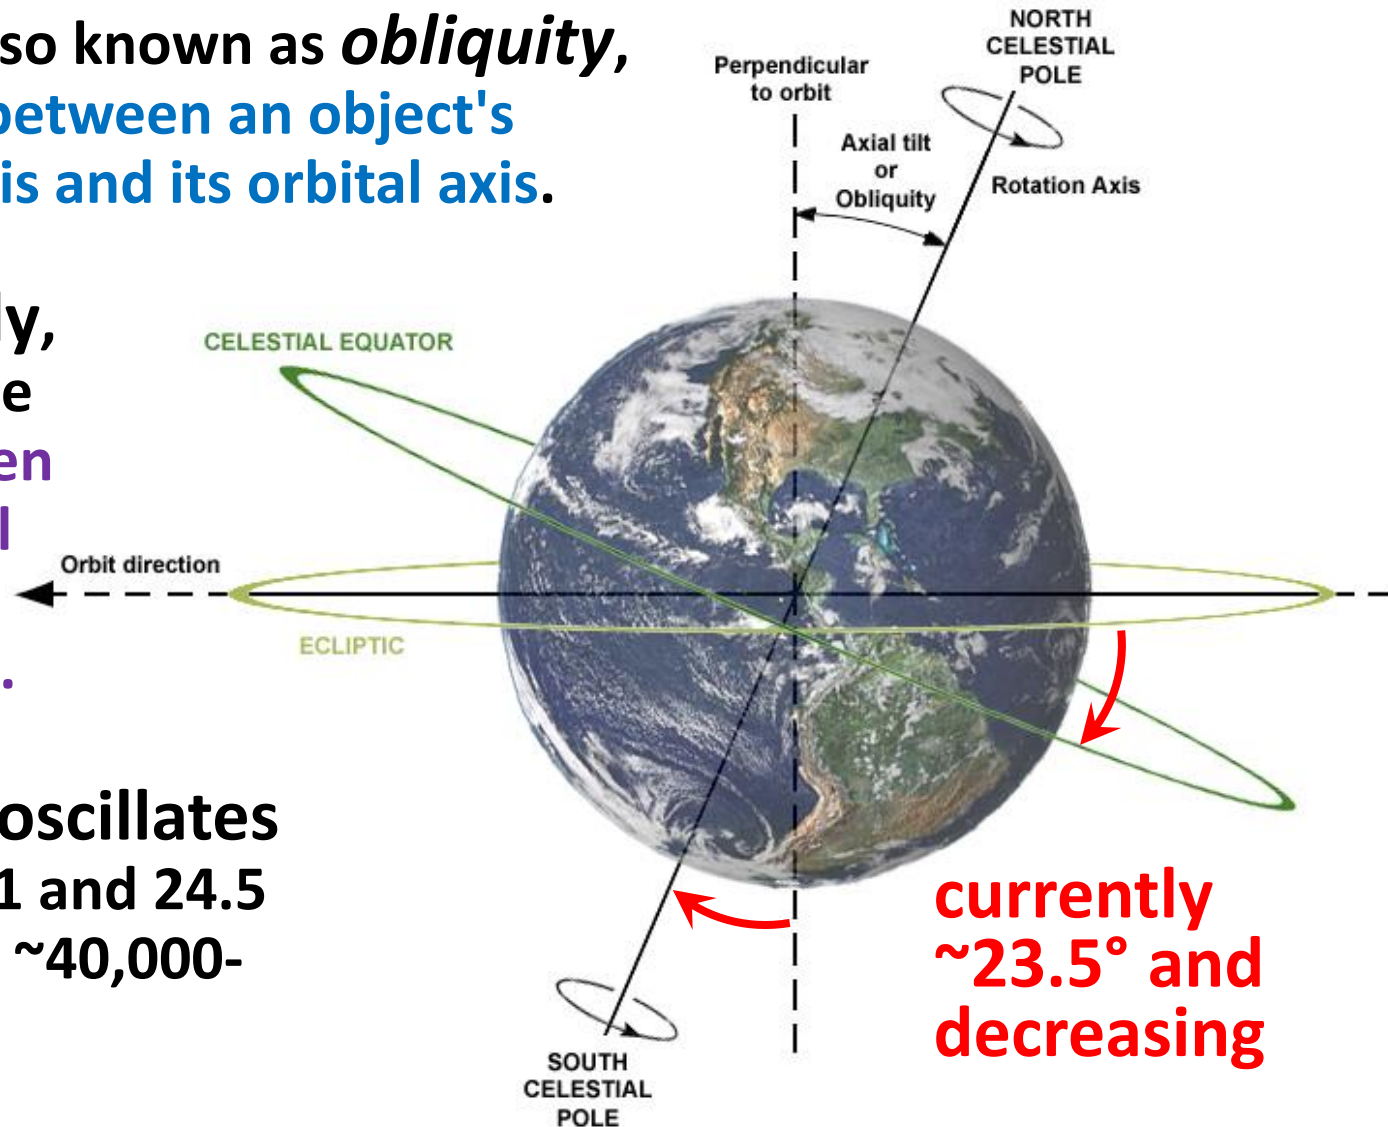 so known as obliquity,
between an object's
is and its orbital axis.
ly,
e
en
l
.
oscillates
1 and 24.5
~40,000-
NORTH
CELESTIAL
POLE
Perpendicular
to orbit
Axial tilt
or
Obliquity
Rotation Axis
CELESTIAL EQUATOR
Orbit direction
ECLIPTIC
currently
~23.5° and
decreasing
SOUTH
CELESTIAL
POLE